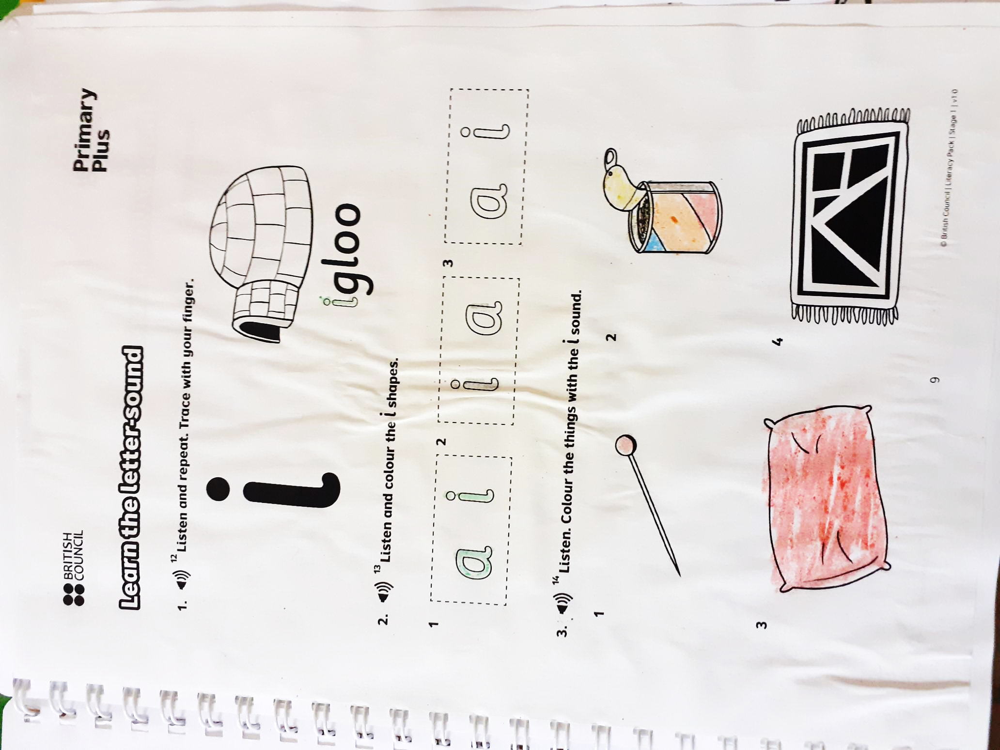 BRITISH
COUNCIL
Primary
Plus
Learn the letter-sound
1. 12 Listen and repeat. Trace with your finger.
i
igloo
2. 13 Listen and colour the i shapes.
1 a i 2 i a 3 a i
3. 14 Listen. Colour the things with the i sound.
1 2
3 4
9
© British Council | Literacy Pack | Stage 1 | v1.0